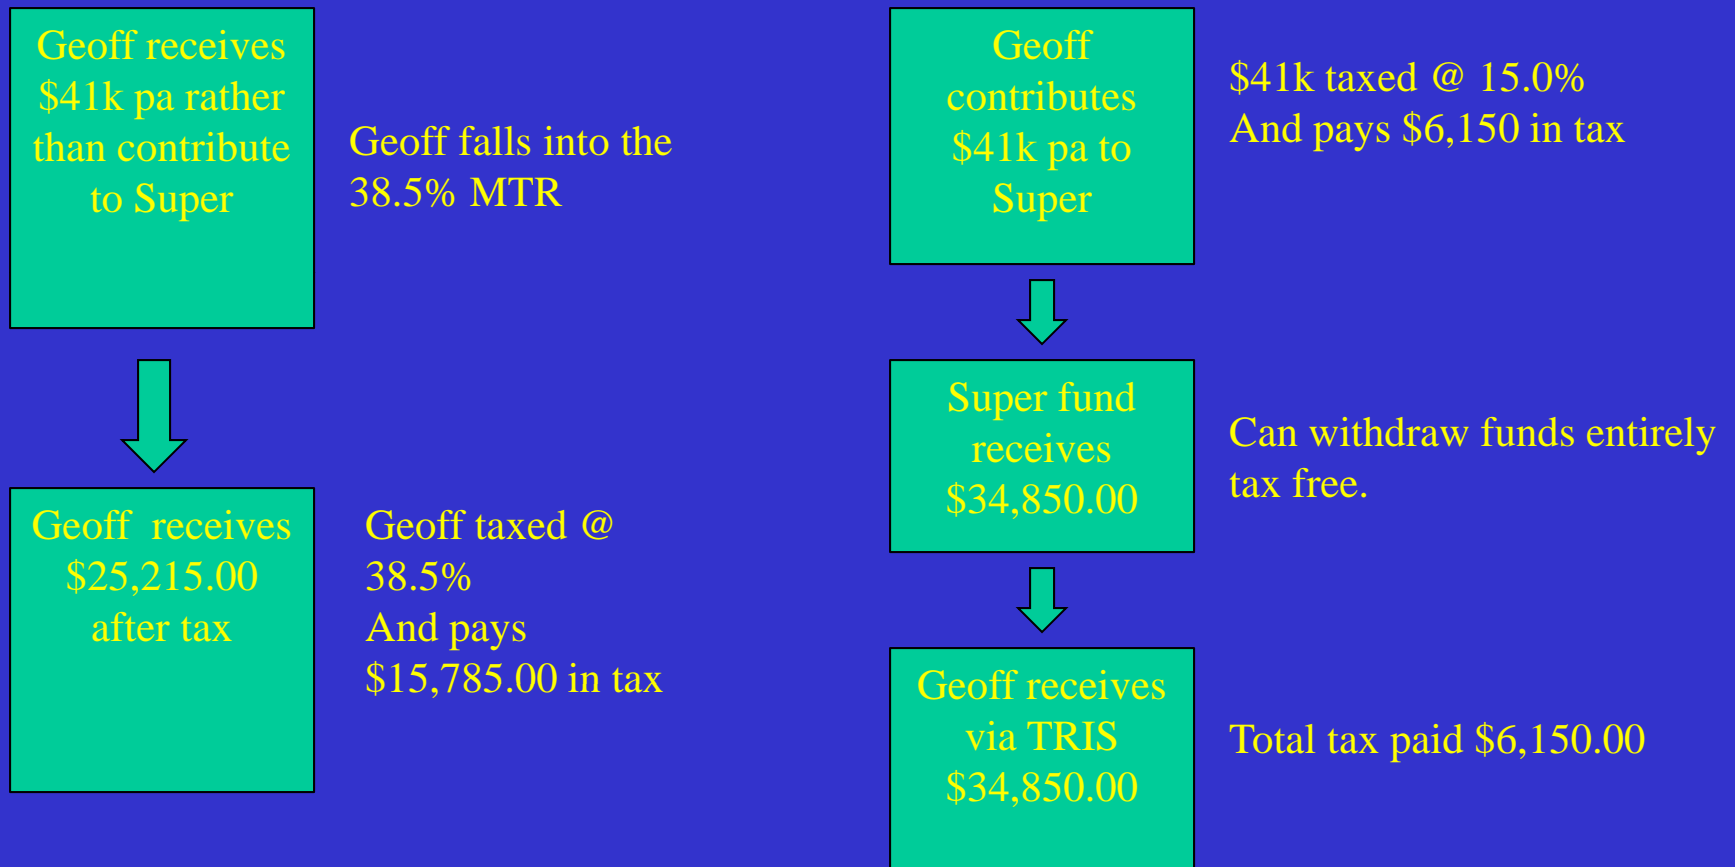 Geoff receives
$41k pa rather
than contribute
to Super
Geoff falls into the
38.5% MTR
Geoff receives
$25,215.00
after tax
Geoff taxed @
38.5%
And pays
$15,785.00 in tax
Geoff
contributes
$41k pa to
Super
$41k taxed @ 15.0%
And pays $6,150 in tax
Super fund
receives
$34,850.00
Can withdraw funds entirely
tax free.
Geoff receives
via TRIS
$34,850.00
Total tax paid $6,150.00